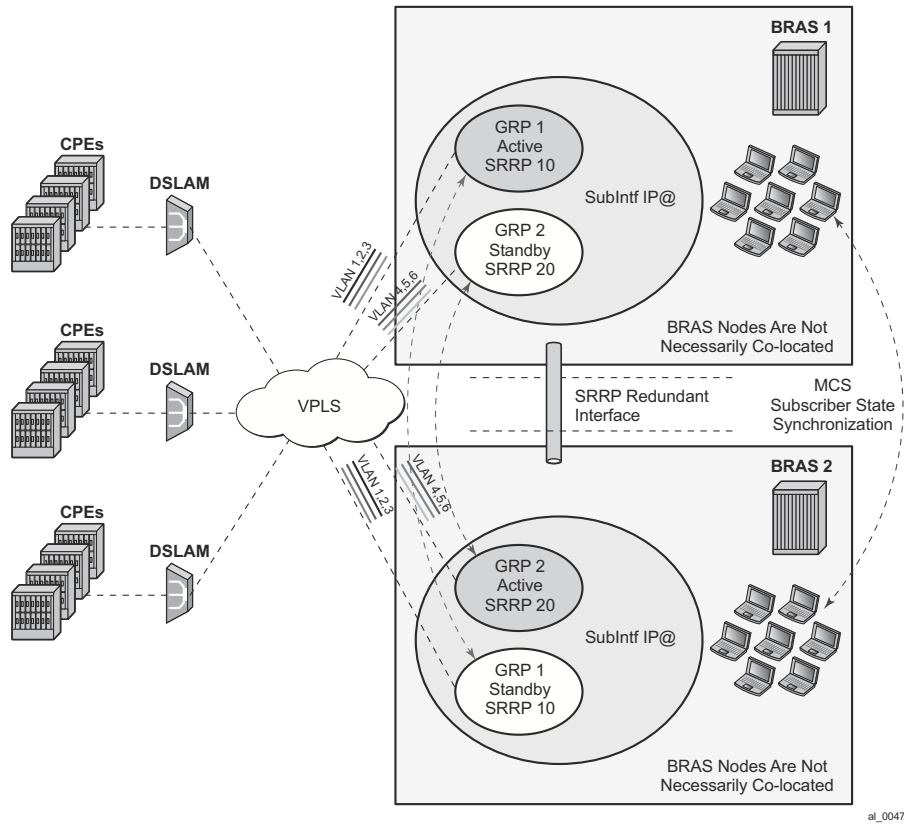 BRAS 1
GRP 1
Active
SRRP 10
SubIntf IP@
GRP 2
Standby
SRRP 20
BRAS Nodes Are Not
Necessarily Co-located
CPEs
DSLAM
VLAN 1,2,3
VLAN 4,5,6
CPEs
DSLAM
VPLS
SRRP Redundant
Interface
MCS
Subscriber State
Synchronization
VLAN 1,2,3
VLAN 4,5,6
CPEs
DSLAM
BRAS 2
GRP 2
Active
SRRP 20
SubIntf IP@
GRP 1
Standby
SRRP 10
BRAS Nodes Are Not
Necessarily Co-located
al_0047